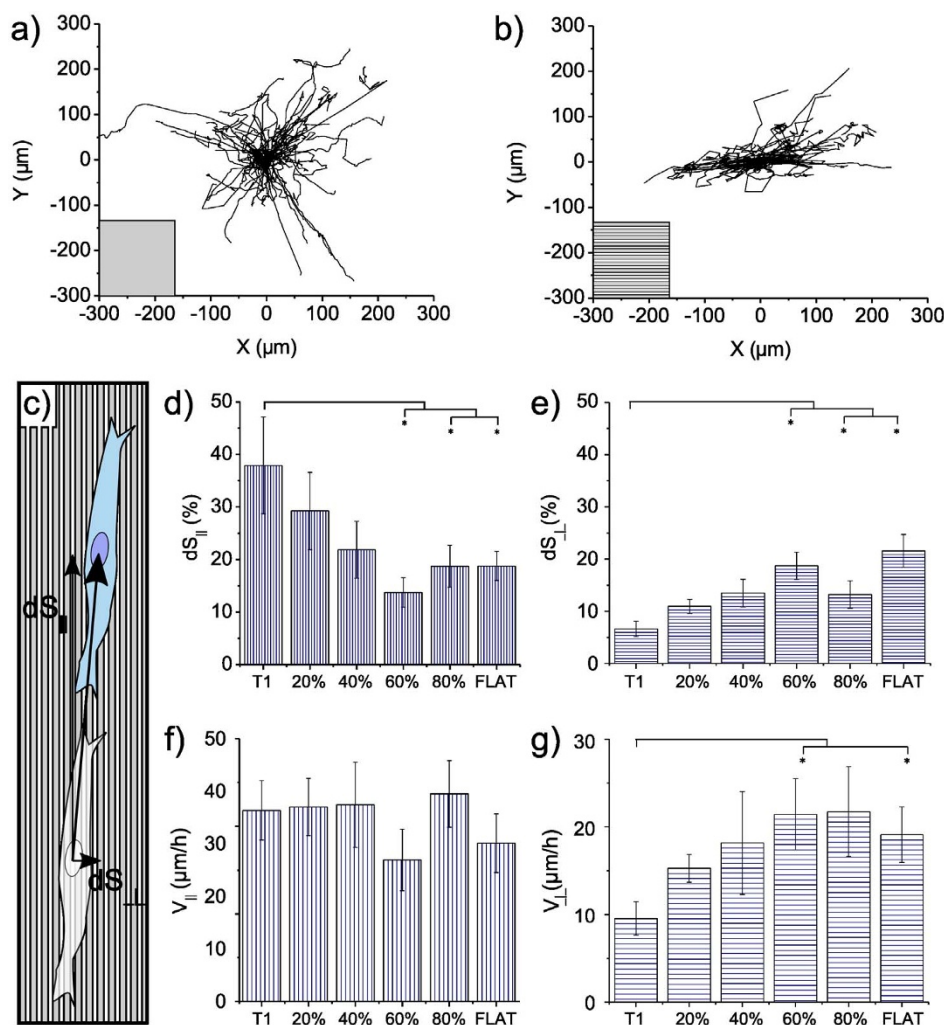 a)
300
200
100
0
-100
-200
-300
Y (µm)
-300 -200 -100 0 100 200 300
X (µm)
b)
300
200
100
0
-100
-200
-300
Y (µm)
-300 -200 -100 0 100 200 300
X (µm)
c)
dS∥
dS⊥
d)
50
40
30
20
10
0
dS∥ (%)
T1 20% 40% 60% 80% FLAT
* * *
e)
50
40
30
20
10
0
dS⊥ (%)
T1 20% 40% 60% 80% FLAT
* * *
f)
50
40
30
20
10
0
V∥ (µm/h)
T1 20% 40% 60% 80% FLAT
g)
30
20
10
0
V⊥ (µm/h)
T1 20% 40% 60% 80% FLAT
* *